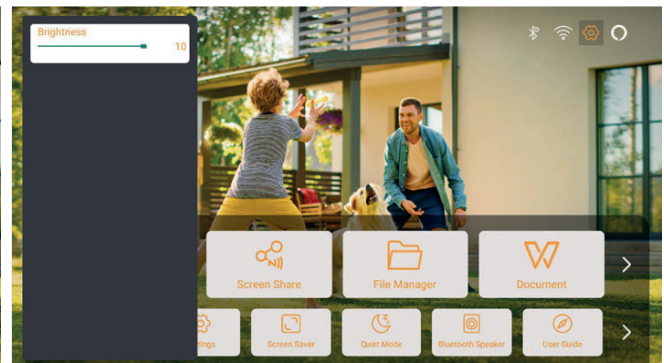 Brightness
10
Screen Share
File Manager
Document
Screen Saver
Quiet Mode
Bluetooth Speaker
User Guide